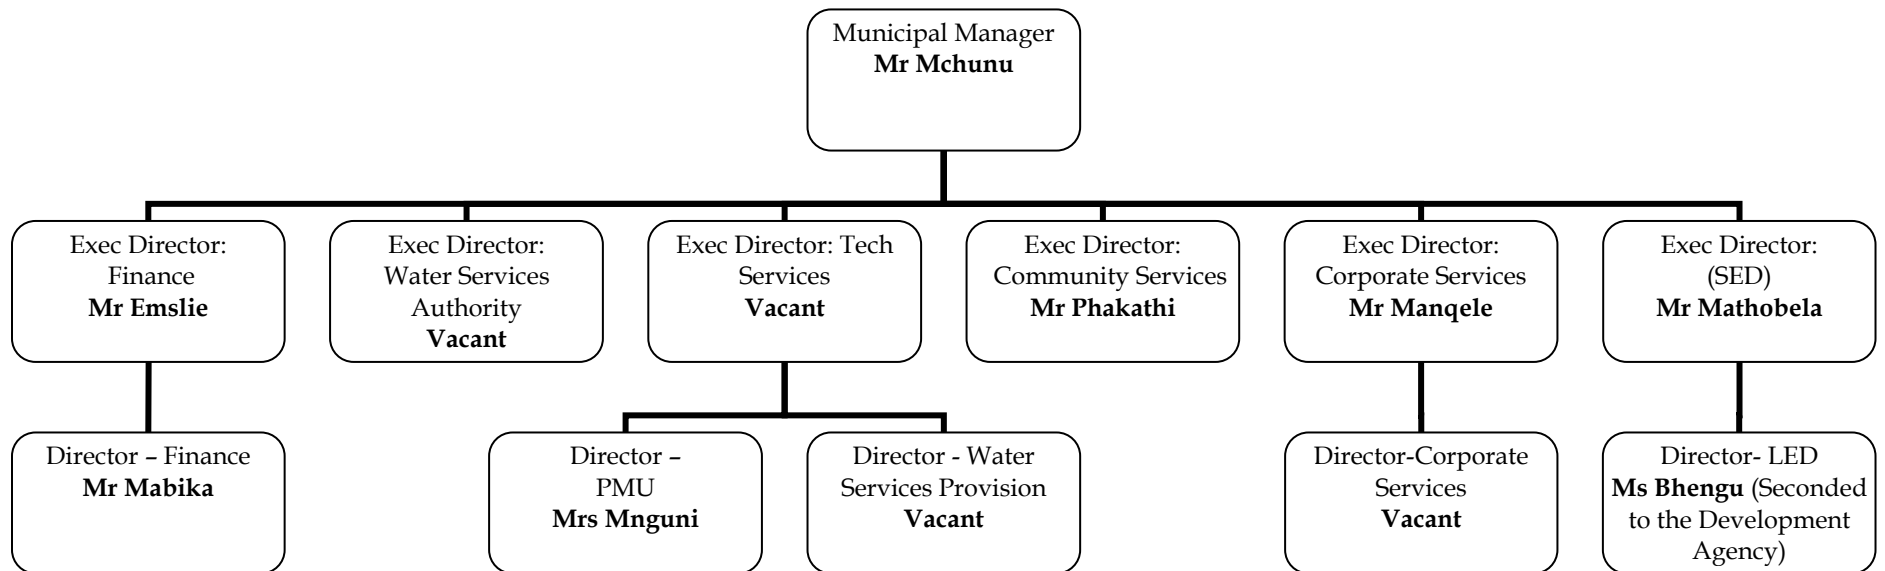 Municipal Manager
Mr Mchunu
Exec Director:
Finance
Mr Emslie
Exec Director:
Water Services
Authority
Vacant
Exec Director: Tech
Services
Vacant
Exec Director:
Community Services
Mr Phakathi
Exec Director:
Corporate Services
Mr Manqele
Exec Director:
(SED)
Mr Mathobela
Director – Finance
Mr Mabika
Director –
PMU
Mrs Mnguni
Director - Water
Services Provision
Vacant
Director-Corporate
Services
Vacant
Director- LED
Ms Bhengu (Seconded
to the Development
Agency)